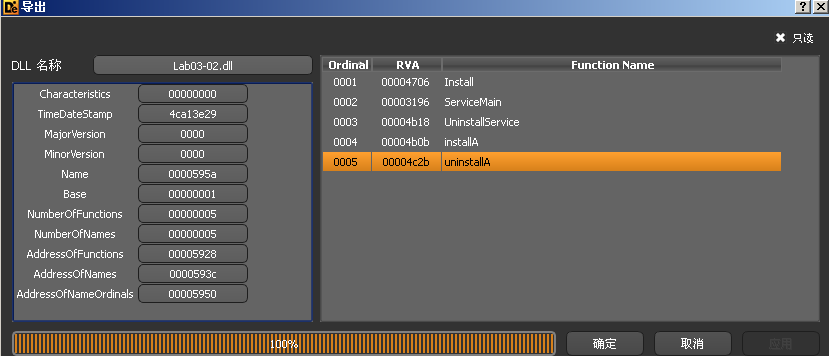 De 导出
只读
DLL 名称 Lab03-02.dll
Characteristics 00000000
TimeDateStamp 4ca13e29
MajorVersion 0000
MinorVersion 0000
Name 0000595a
Base 00000001
NumberOfFunctions 00000005
NumberOfNames 00000005
AddressOfFunctions 00005928
AddressOfNames 0000593c
AddressOfNameOrdinals 00005950
Ordinal RVA Function Name
0001 00004706 Install
0002 00003196 ServiceMain
0003 00004b18 UninstallService
0004 00004b0b installA
0005 00004c2b uninstallA
100%
确定 取消 应用